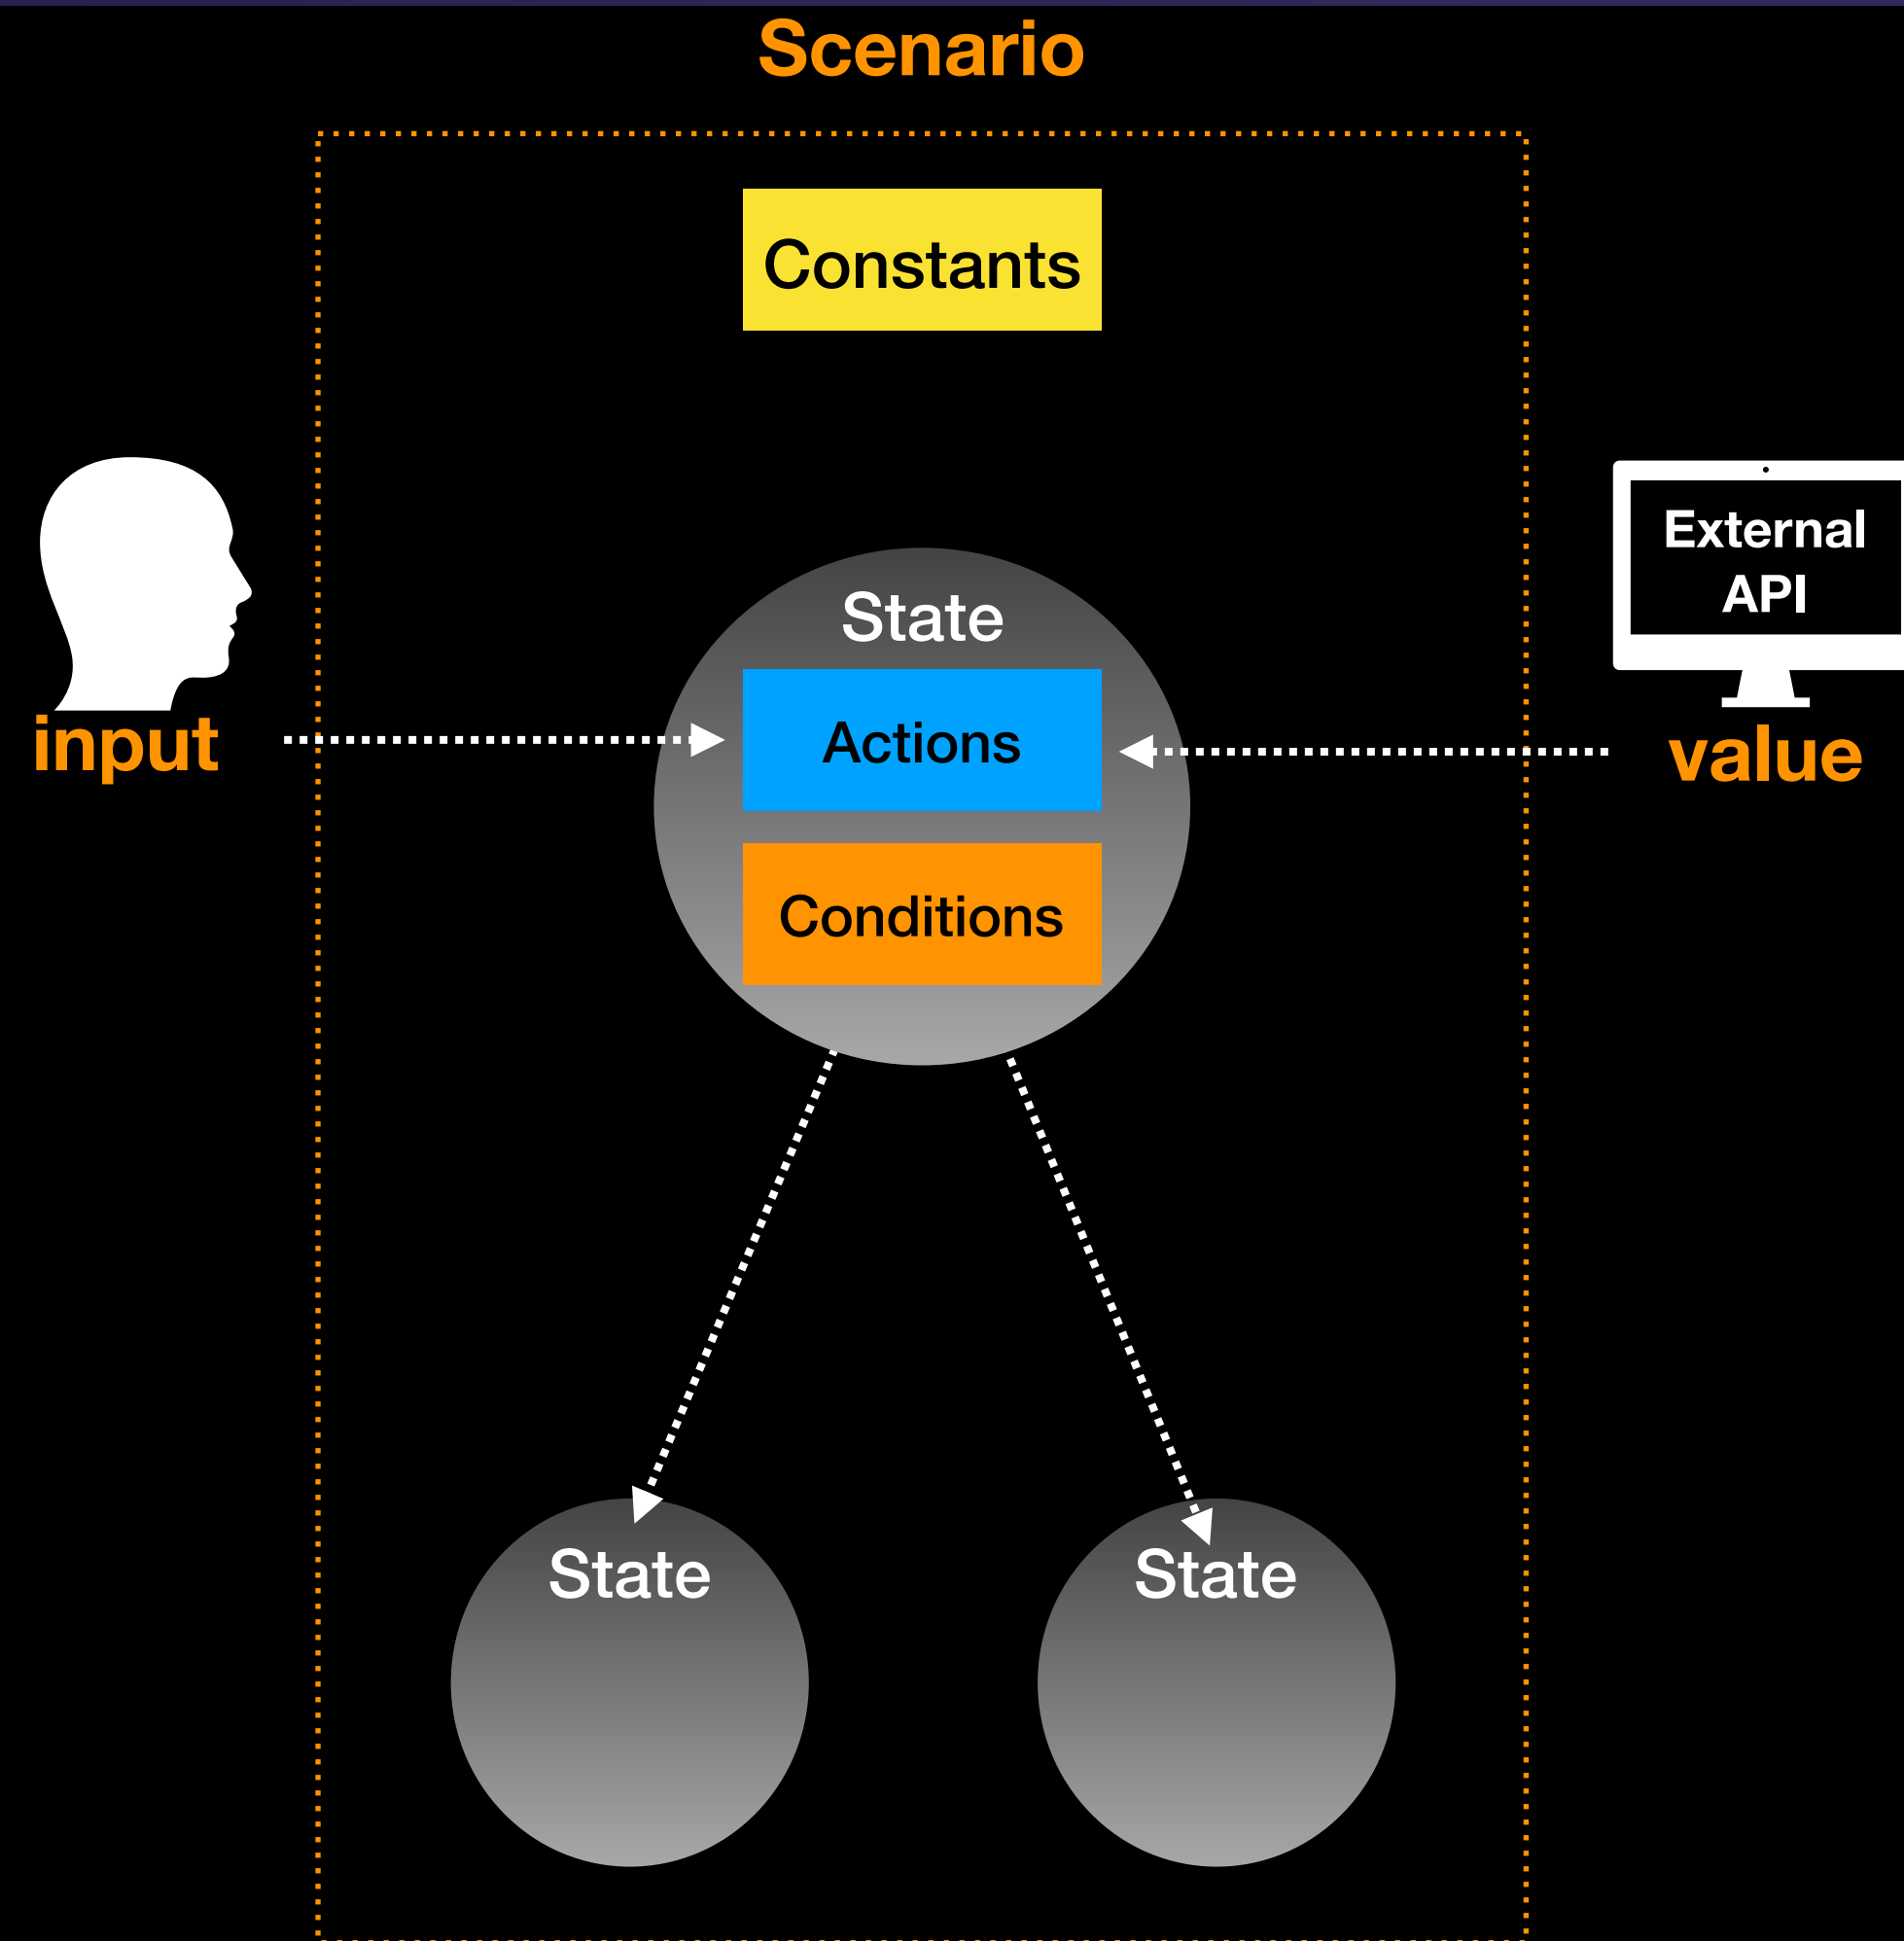 Scenario
Constants
External
API
State
input
Actions
value
Conditions
State
State